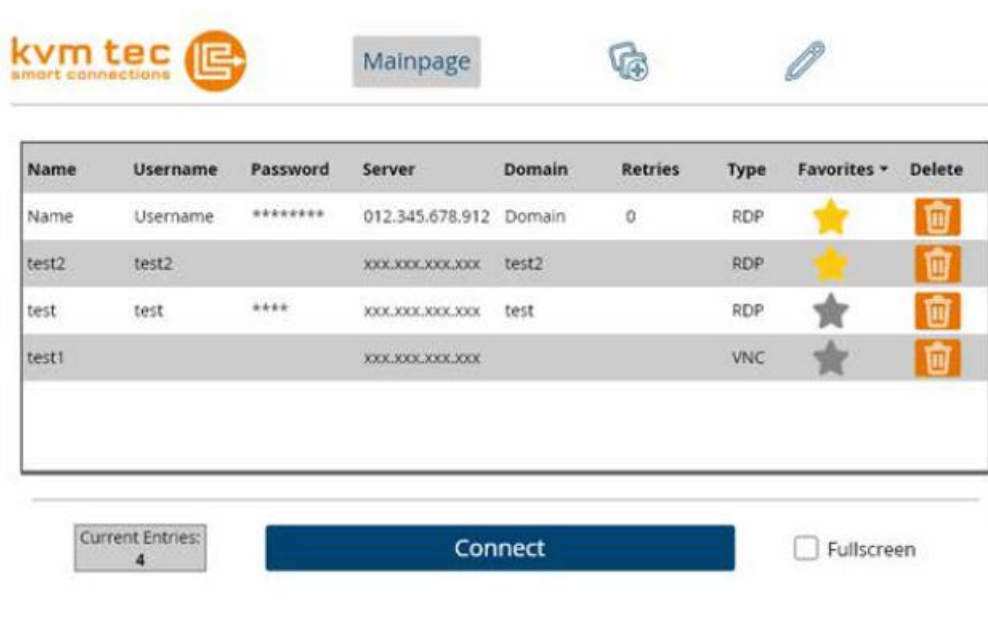 kvm tec
smart connections
Mainpage
Name Username Password Server Domain Retries Type Favorites Delete
Name Username ******** 012.345.678.912 Domain 0 RDP
test2 test2 xxx.xxx.xxx.xxx test2 RDP
test test **** xxx.xxx.xxx.xxx test RDP
test1 xxx.xxx.xxx.xxx VNC
Current Entries:
4
Connect
Fullscreen